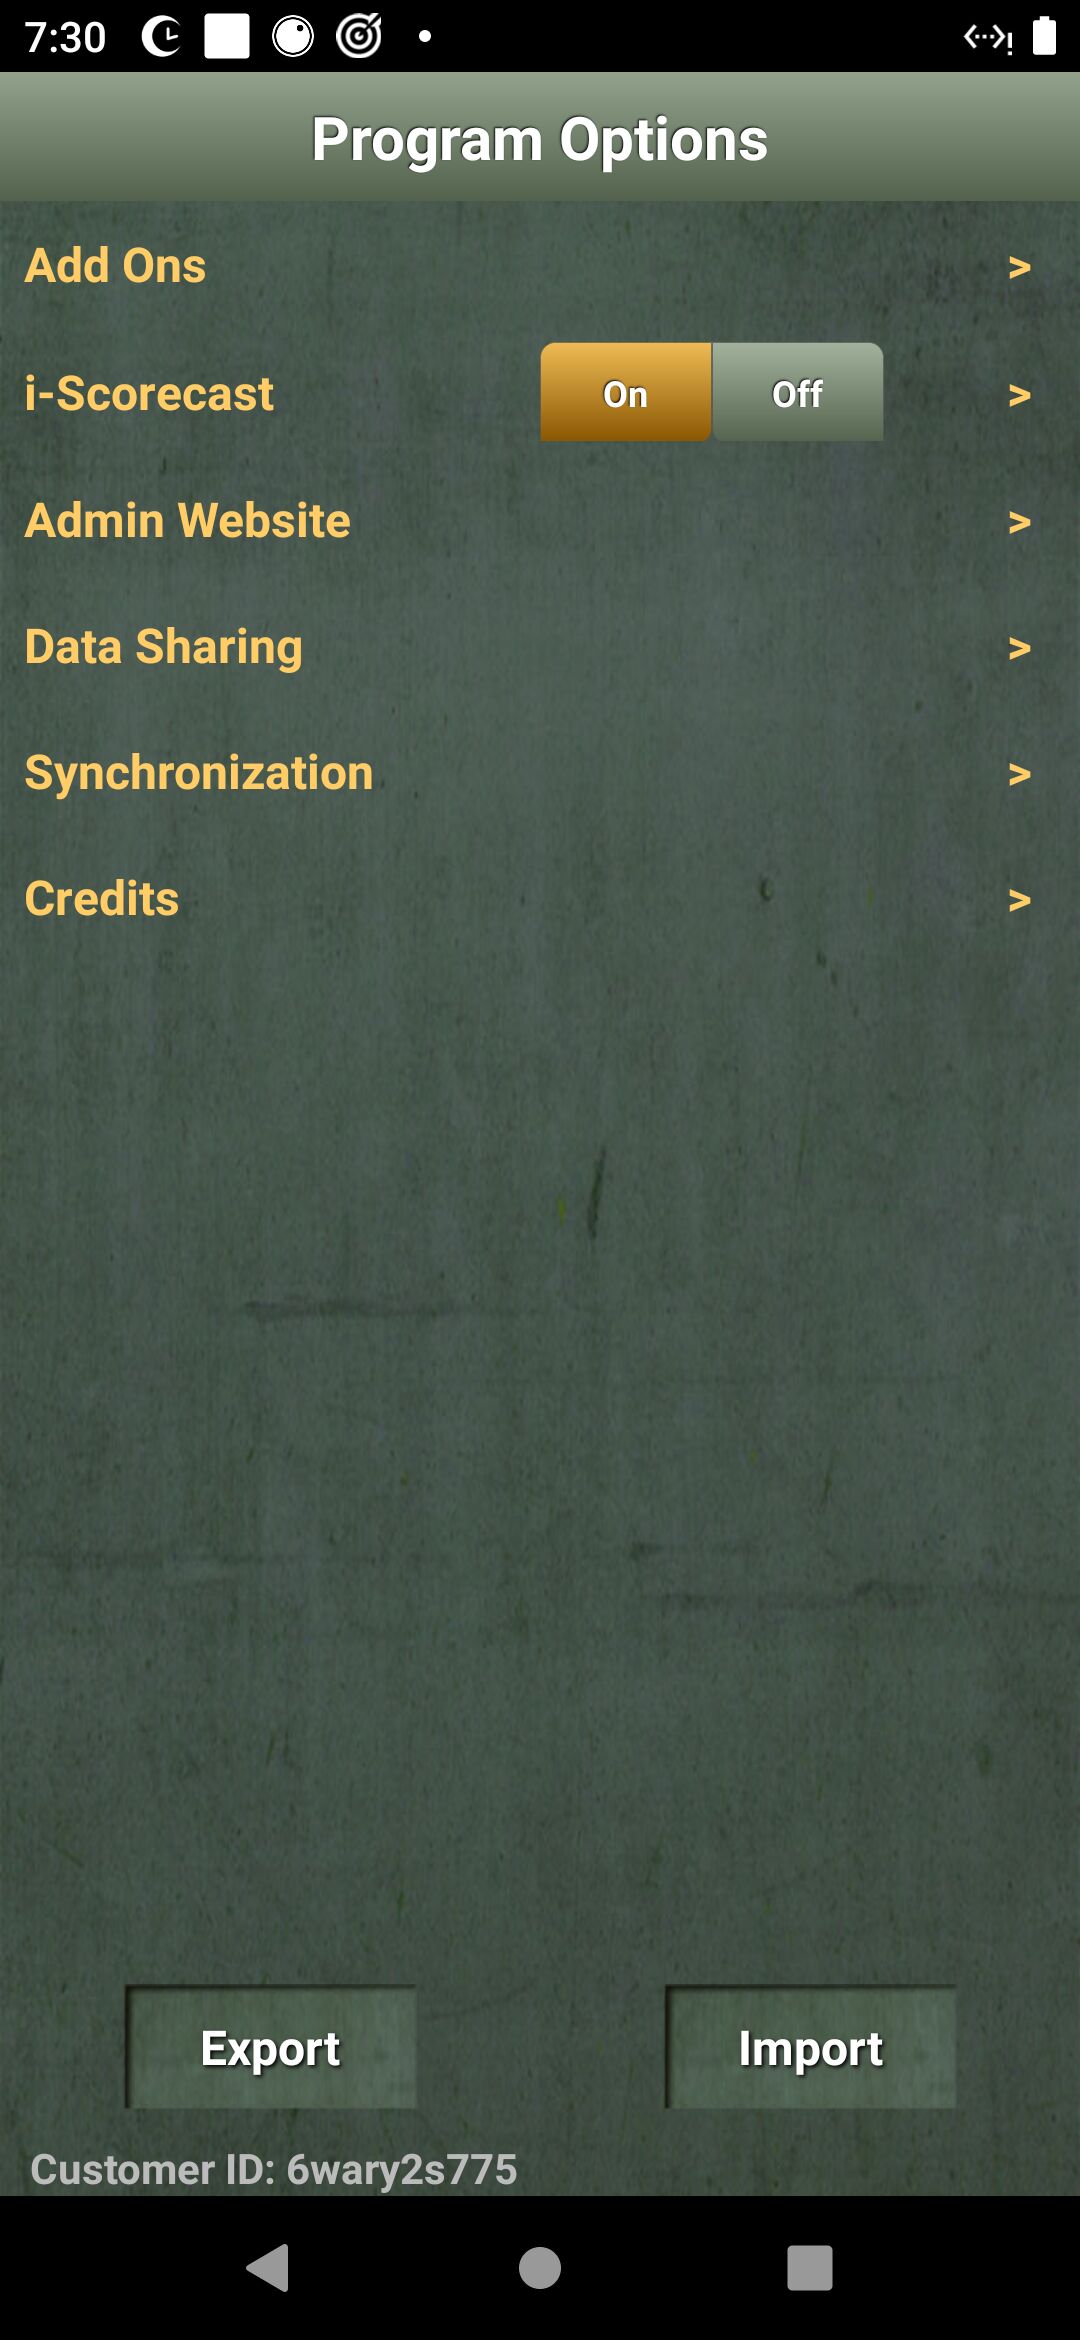 7:30
Program Options
Add Ons >
i-Scorecast On Off >
Admin Website >
Data Sharing >
Synchronization >
Credits >
Export Import
Customer ID: 6wary2s775